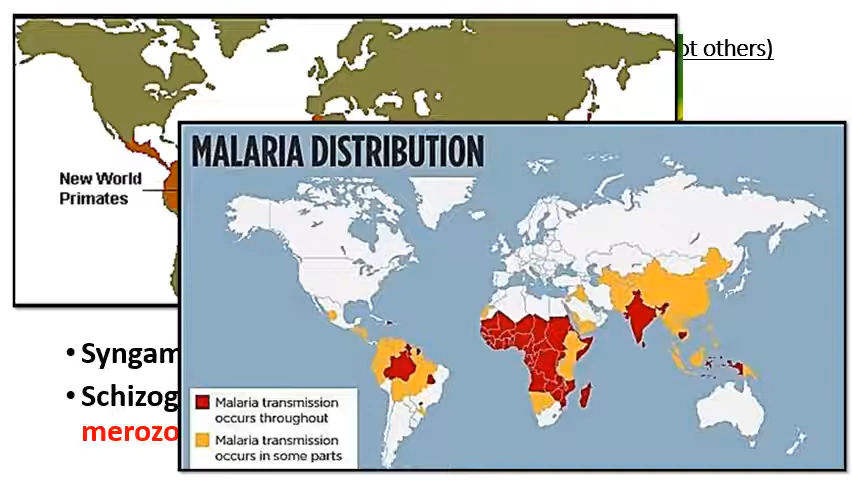 ot others)
MALARIA DISTRIBUTION
New World
Primates
• Syngam
• Schizog
merozo
Malaria transmission
occurs throughout
Malaria transmission
occurs in some parts